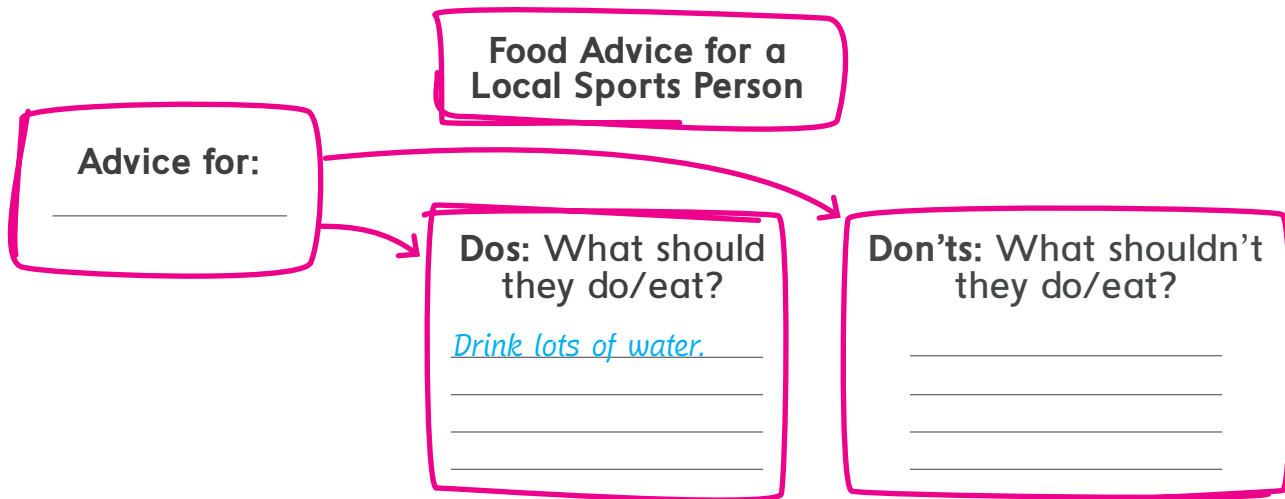 Food Advice for a
Local Sports Person
Advice for:
Dos: What should
they do/eat?
Drink lots of water.
Don'ts: What shouldn't
they do/eat?